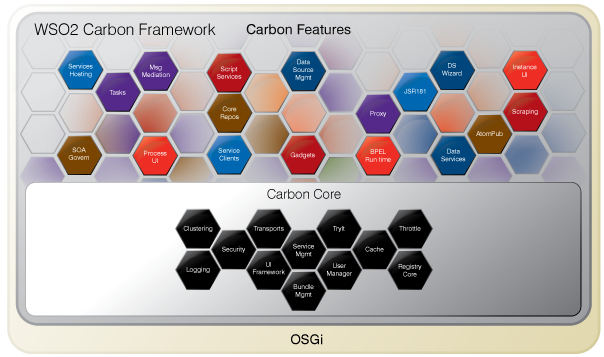 WSO2 Carbon Framework
Carbon Features
Services
Hosting
Msg
Mediation
Script
Services
Data
Source
Mgmt
DS
Wizard
Instance
UI
Tasks
JSR181
Core
Repos
Proxy
Scraping
AtomPub
SOA
Govern
Process
UI
Service
Clients
Gadgets
BPEL
Run time
Data
Services
Carbon Core
Clustering
Transports
TryIt
Throttle
Security
Service
Mgmt
Cache
Logging
UI
Framework
User
Manager
Registry
Core
Bundle
Mgmt
OSGi